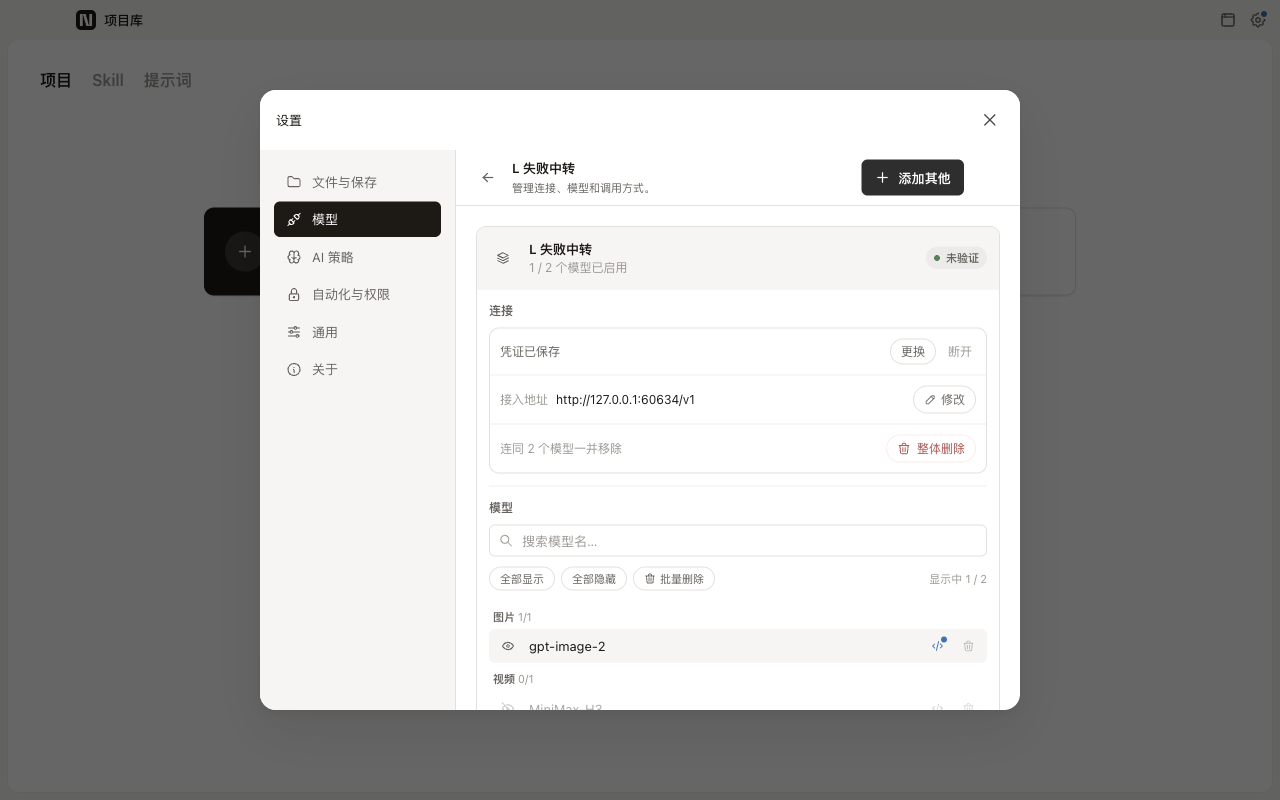 项目库
项目
Skill
提示词
设置
文件与保存
模型
AI 策略
自动化与权限
通用
关于
L 失败中转
管理连接、模型和调用方式。
添加其他
L 失败中转
1 / 2 个模型已启用
未验证
连接
凭证已保存
更换
断开
接入地址 http://127.0.0.1:60634/v1
修改
连同 2 个模型一并移除
整体删除
模型
搜索模型名...
全部显示
全部隐藏
批量删除
显示中 1 / 2
图片 1/1
gpt-image-2
视频 0/1
MiniMax-H3